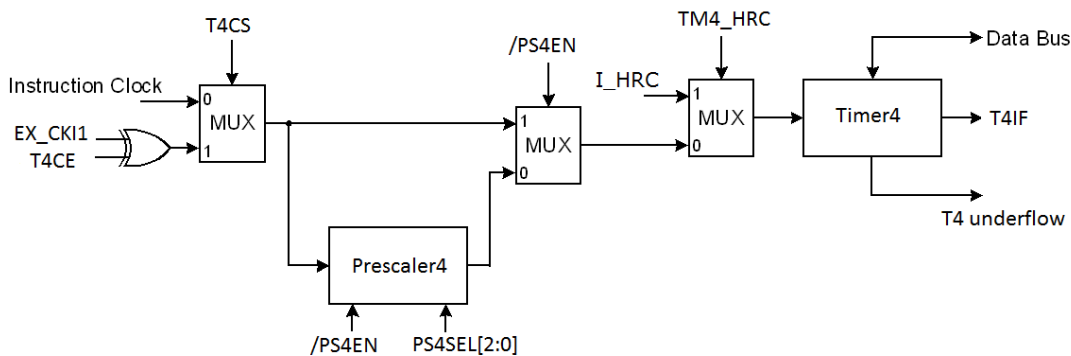 T4CS
TM4_HRC
/PS4EN
Data Bus
Instruction Clock
I_HRC
0
MUX
1
EX_CKI1
T4CE
1
MUX
0
1
MUX
0
Timer4
T4IF
T4 underflow
Prescaler4
/PS4EN
PS4SEL[2:0]